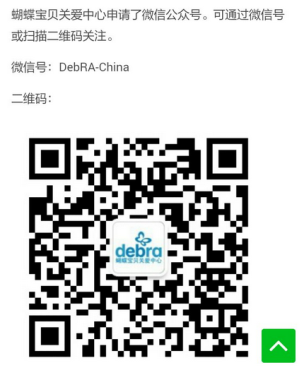 蝴蝶宝贝关爱中心申请了微信公众号。可通过微信号
或扫描二维码关注。
微信号：DebRA-China
二维码：
debra
蝴蝶宝贝关爱中心